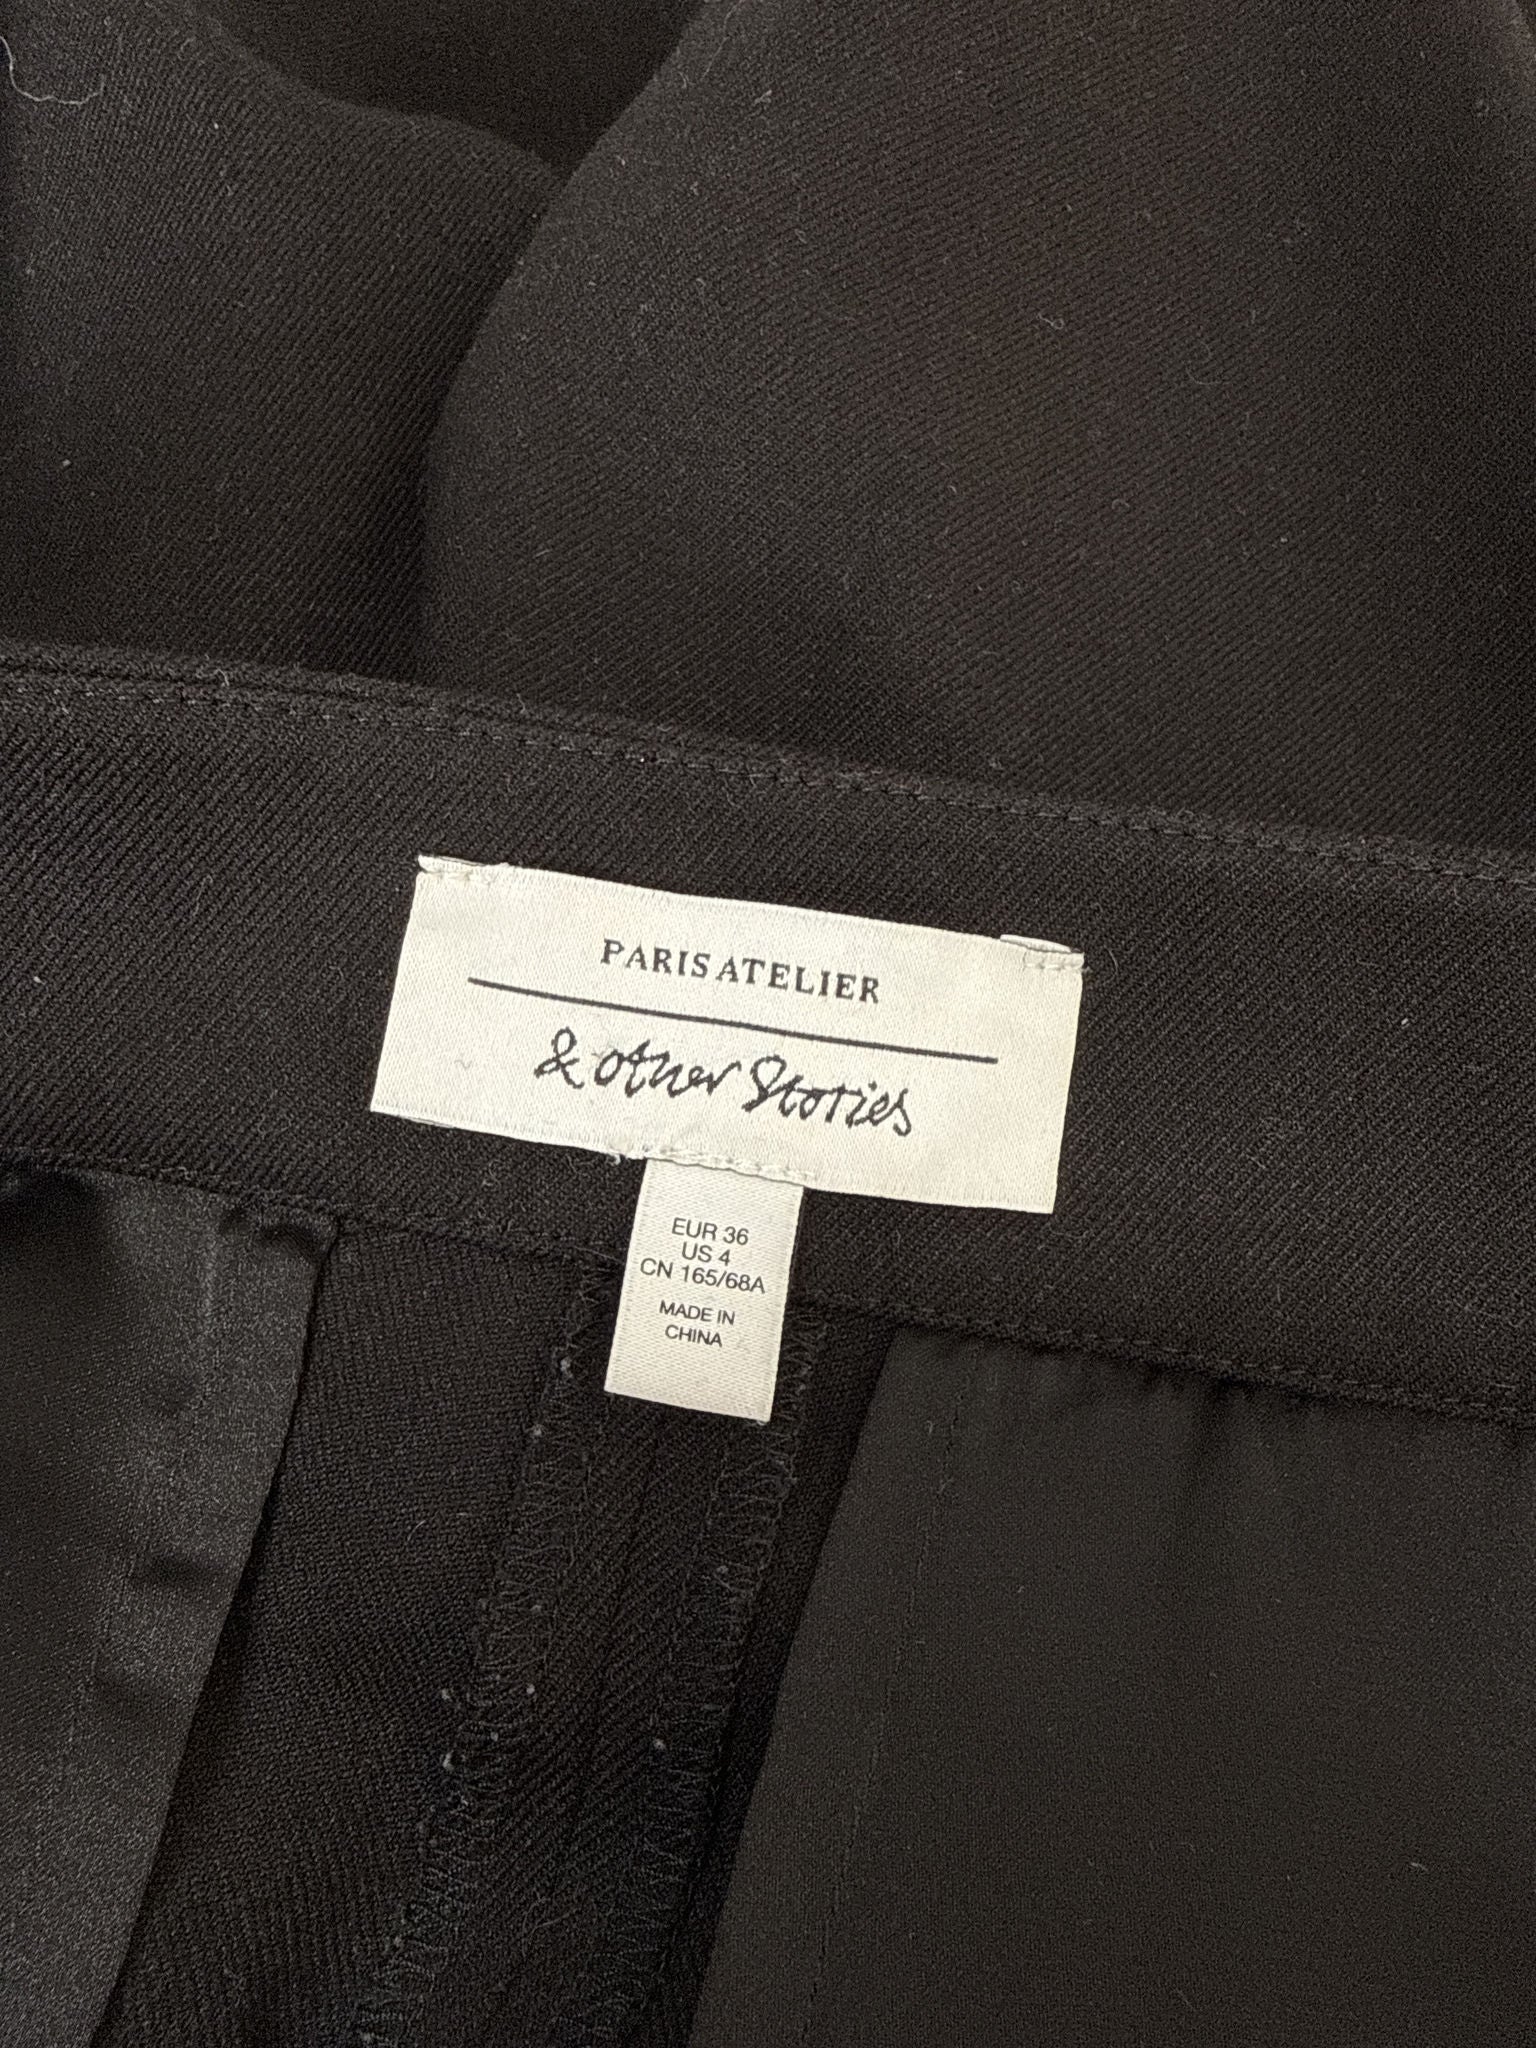 PARIS ATELIER
& other Stories
EUR 36
US 4
CN 165/68A
MADE IN
CHINA